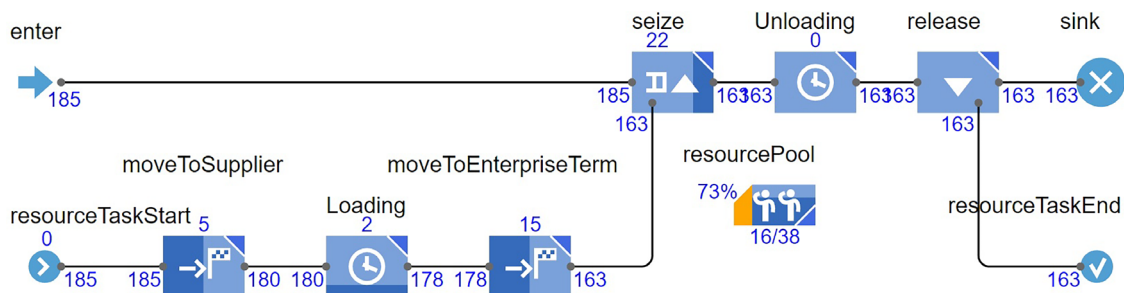 enter
185
seize
22
185
163
163
Unloading
0
163
163
release
163
163
163
sink
163
moveToSupplier
moveToEnterpriseTerm
resourcePool
73%
16/38
resourceTaskStart
0
185
5
185
180
Loading
2
180
178
15
178
163
resourceTaskEnd
163